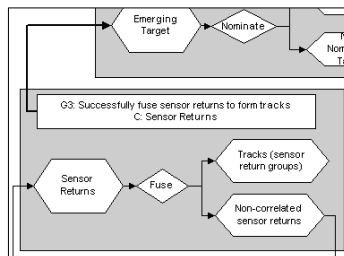 Emerging
Target
Nominate
G3: Successfully fuse sensor returns to form tracks
C: Sensor Returns
Sensor
Returns
Fuse
Tracks (sensor
return groups)
Non-correlated
sensor returns